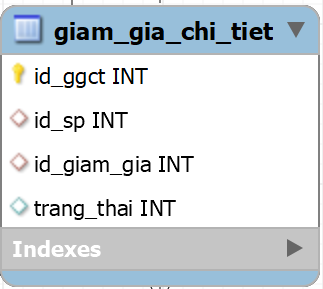 giam_gia_chi_tiet
id_ggct INT
id_sp INT
id_giam_gia INT
trang_thai INT
Indexes